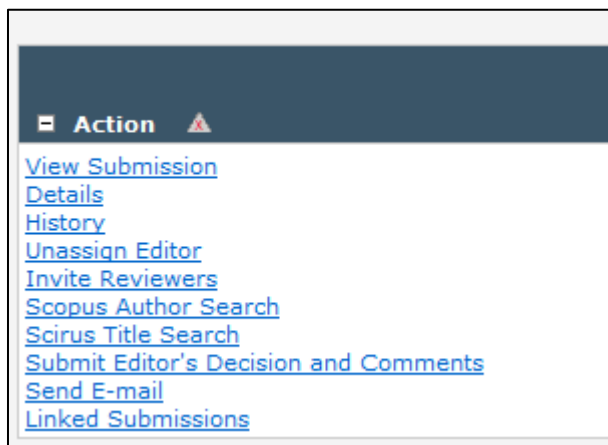 Action
View Submission
Details
History
Unassign Editor
Invite Reviewers
Scopus Author Search
Scirus Title Search
Submit Editor's Decision and Comments
Send E-mail
Linked Submissions